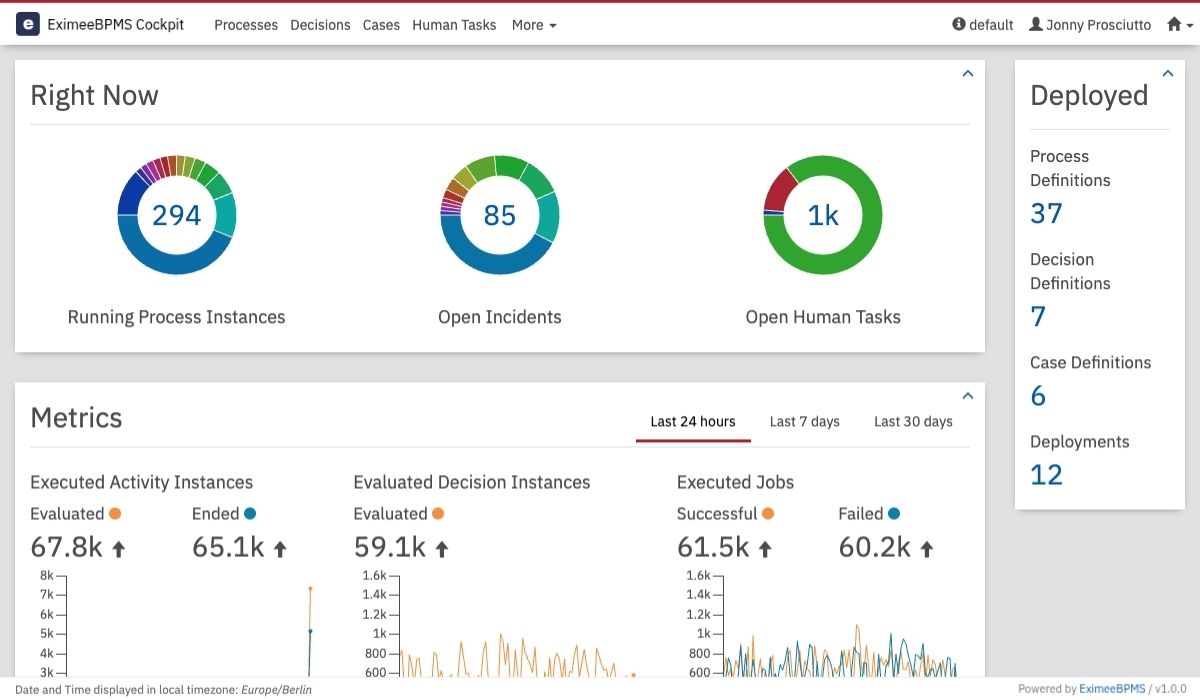 e EximeeBPMS Cockpit Processes Decisions Cases Human Tasks More default Jonny Prosciutto
Right Now
294
85
1k
Running Process Instances
Open Incidents
Open Human Tasks
Deployed
Process
Definitions
37
Decision
Definitions
7
Case Definitions
6
Deployments
12
Metrics
Last 24 hours Last 7 days Last 30 days
Executed Activity Instances
Evaluated Ended
67.8k 65.1k
8k
7k
6k
5k
4k
3k
Evaluated Decision Instances
Evaluated
59.1k
1.6k
1.4k
1.2k
1k
800
600
Executed Jobs
Successful Failed
61.5k 60.2k
1.6k
1.4k
1.2k
1k
800
600
Date and Time displayed in local timezone: Europe/Berlin
Powered by EximeeBPMS / v1.0.0